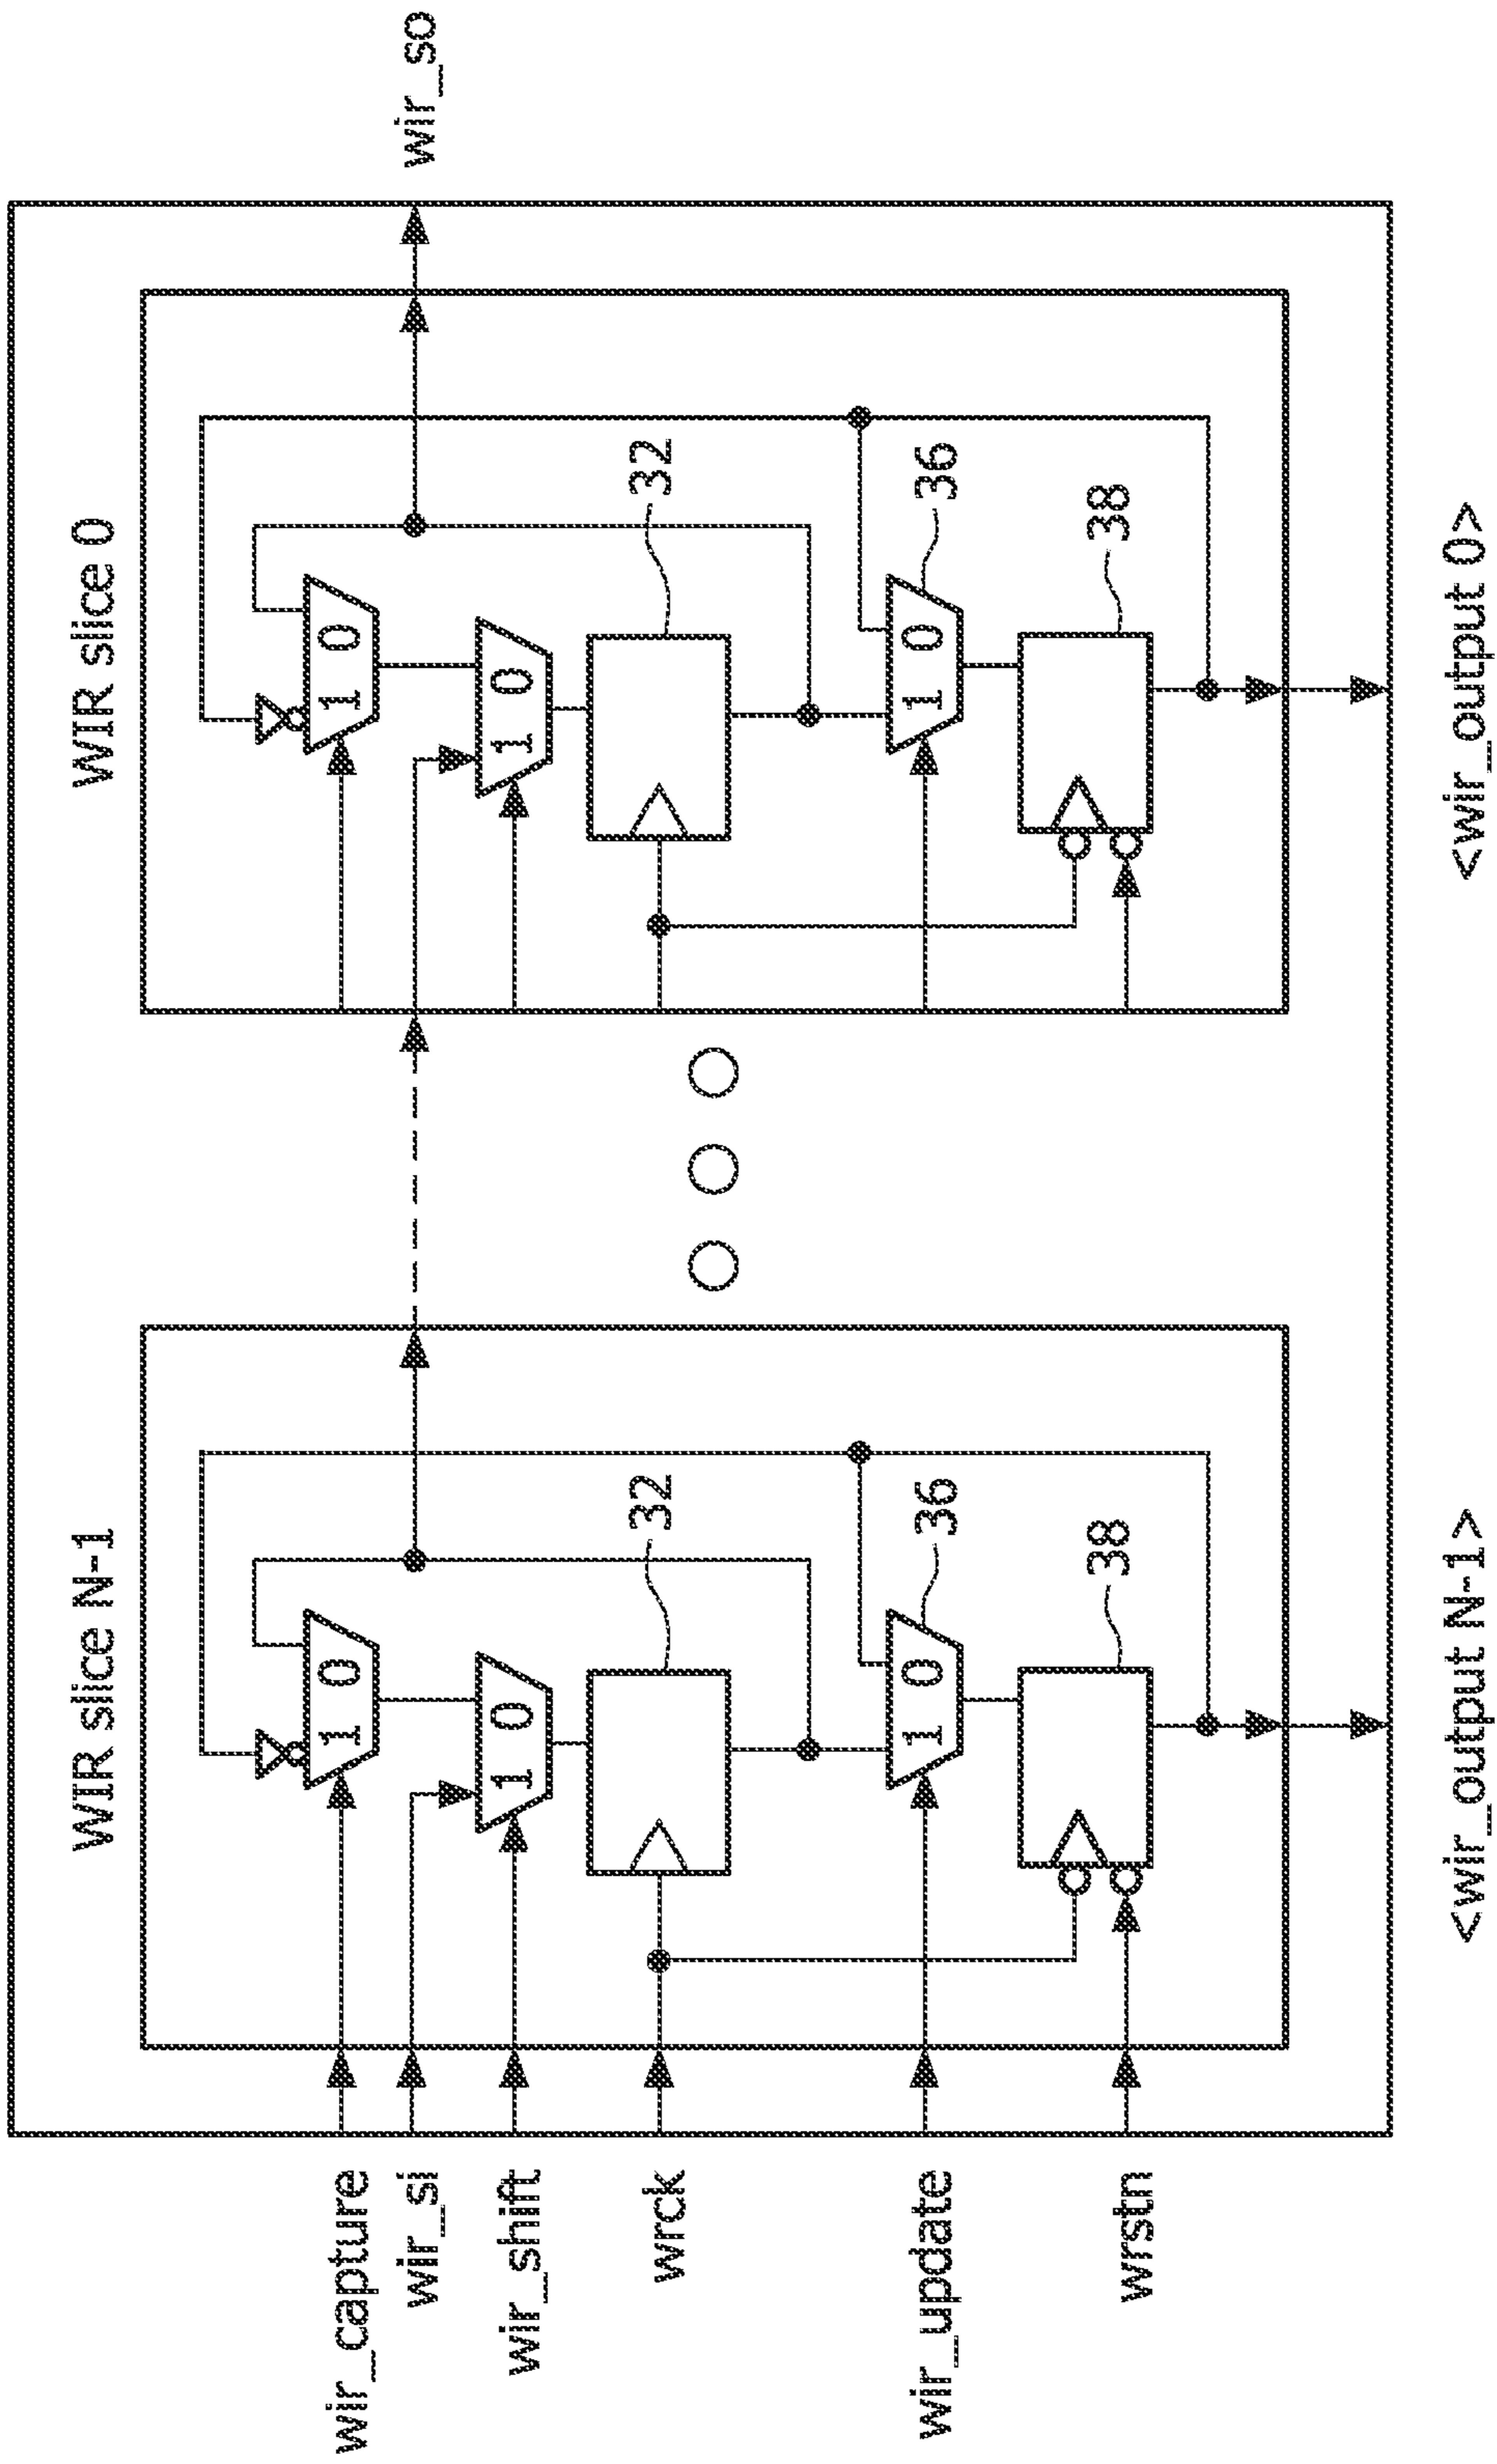 WIR slice N-1
WIR slice 0
wir_capture
wir_si
wir_shift
wrck
wir_update
wrstn
wir_so
1 0
1 0
32
1 0
36
38
1 0
1 0
32
1 0
36
38
<wir_output N-1>
<wir_output 0>